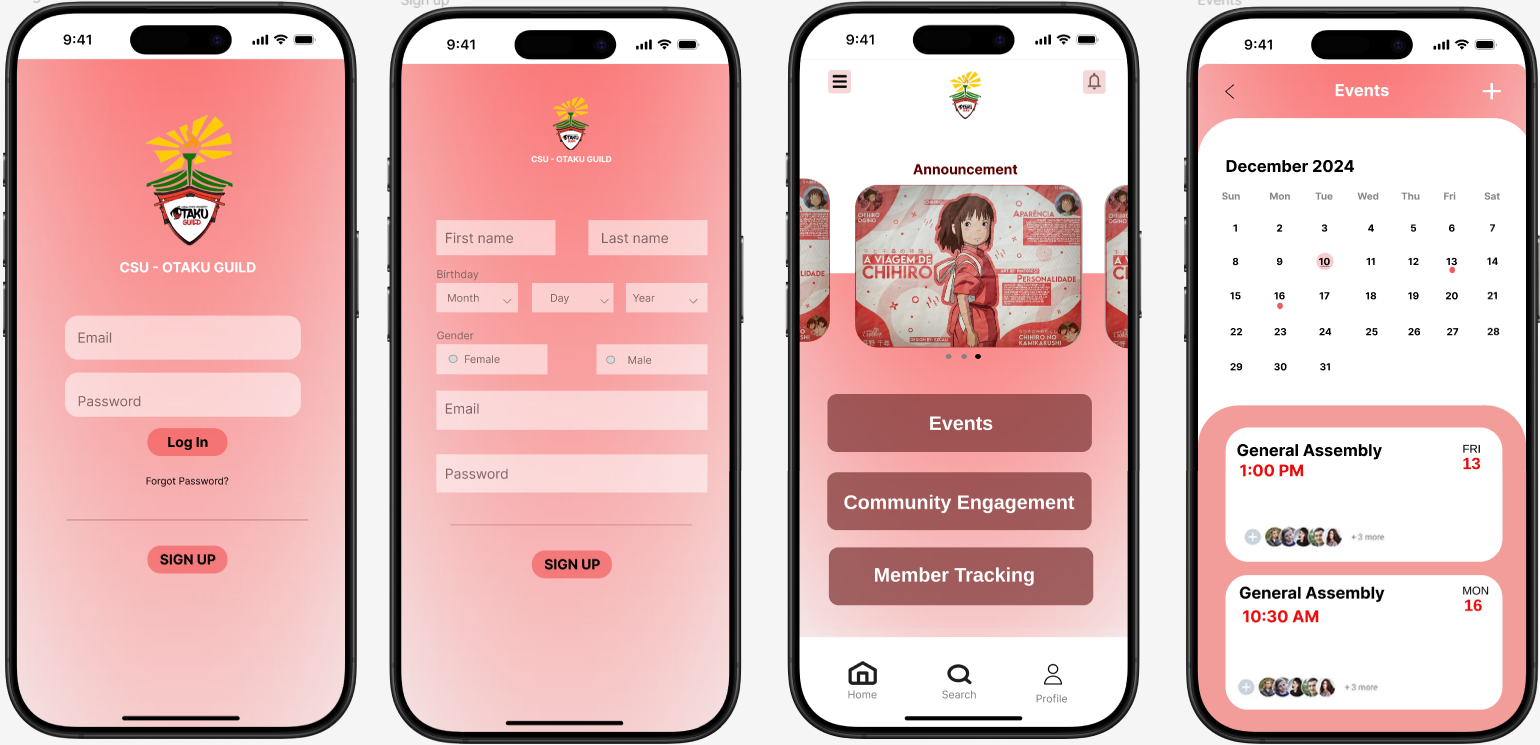 Sign up
Events
9:41
OTAKU
GUILD
CSU - OTAKU GUILD
Email
Password
Log In
Forgot Password?
SIGN UP
9:41
OTAKU
CSU - OTAKU GUILD
First name
Last name
Birthday
Month
Day
Year
Gender
Female
Male
Email
Password
SIGN UP
9:41
OTAKU
Announcement
CHIHIRO
OGINO
APARÊNCIA
A VIAGEM DE
CHIHIRO
PERSONALIDADE
CHIHIRO NO
KAMIKAKUSHI
LIDADE
9:41
Events
December 2024
Sun Mon Tue Wed Thu Fri Sat
1 2 3 4 5 6 7
8 9 10 11 12 13 14
15 16 17 18 19 20 21
22 23 24 25 26 27 28
29 30 31
General Assembly
1:00 PM
FRI
13
+ 3 more
General Assembly
10:30 AM
MON
16
+ 3 more
Events
Community Engagement
Member Tracking
Home
Search
Profile